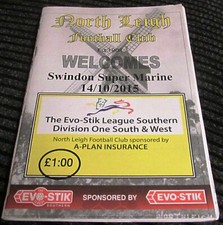 North Leigh
Football Club
WELCOMES
Swindon Super Marine
14/10/2015
The Evo-Stik League Southern
Division One South & West
North Leigh Football Club sponsored by
A-PLAN INSURANCE
£1:00
EVO-STIK
SOUTHERN
SPONSORED BY
EVO-STIK